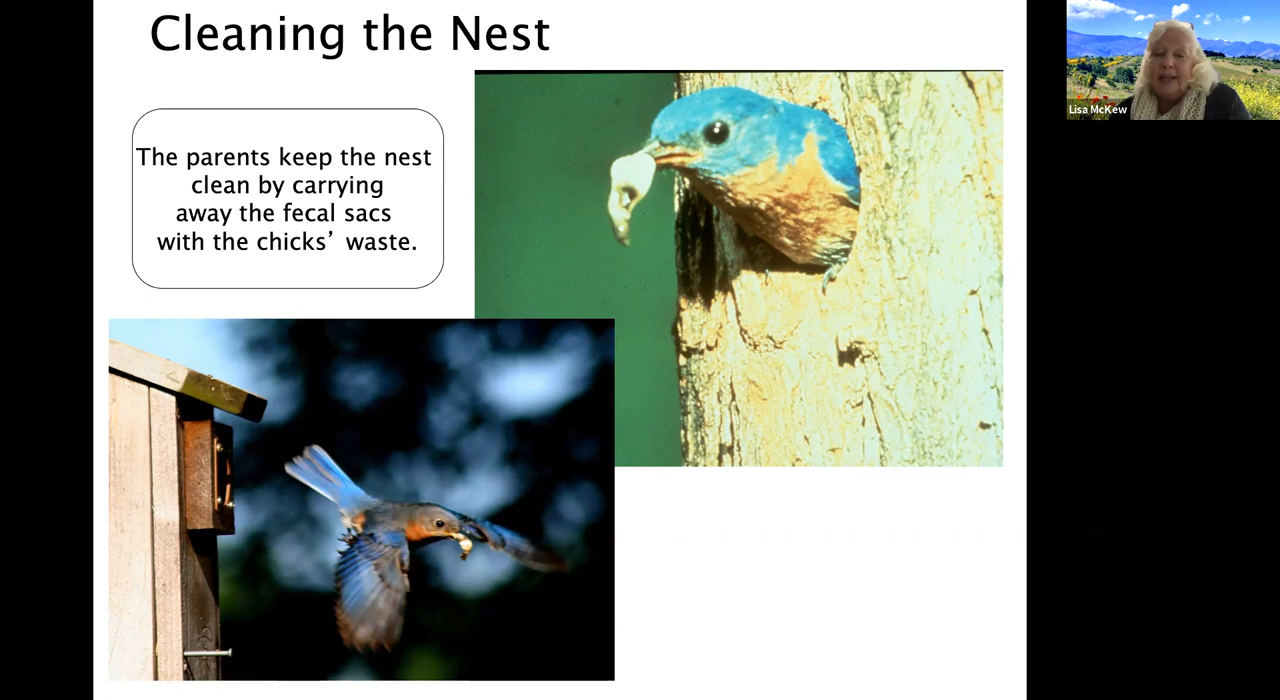 Cleaning the Nest
The parents keep the nest
clean by carrying
away the fecal sacs
with the chicks’ waste.
Lisa McKew